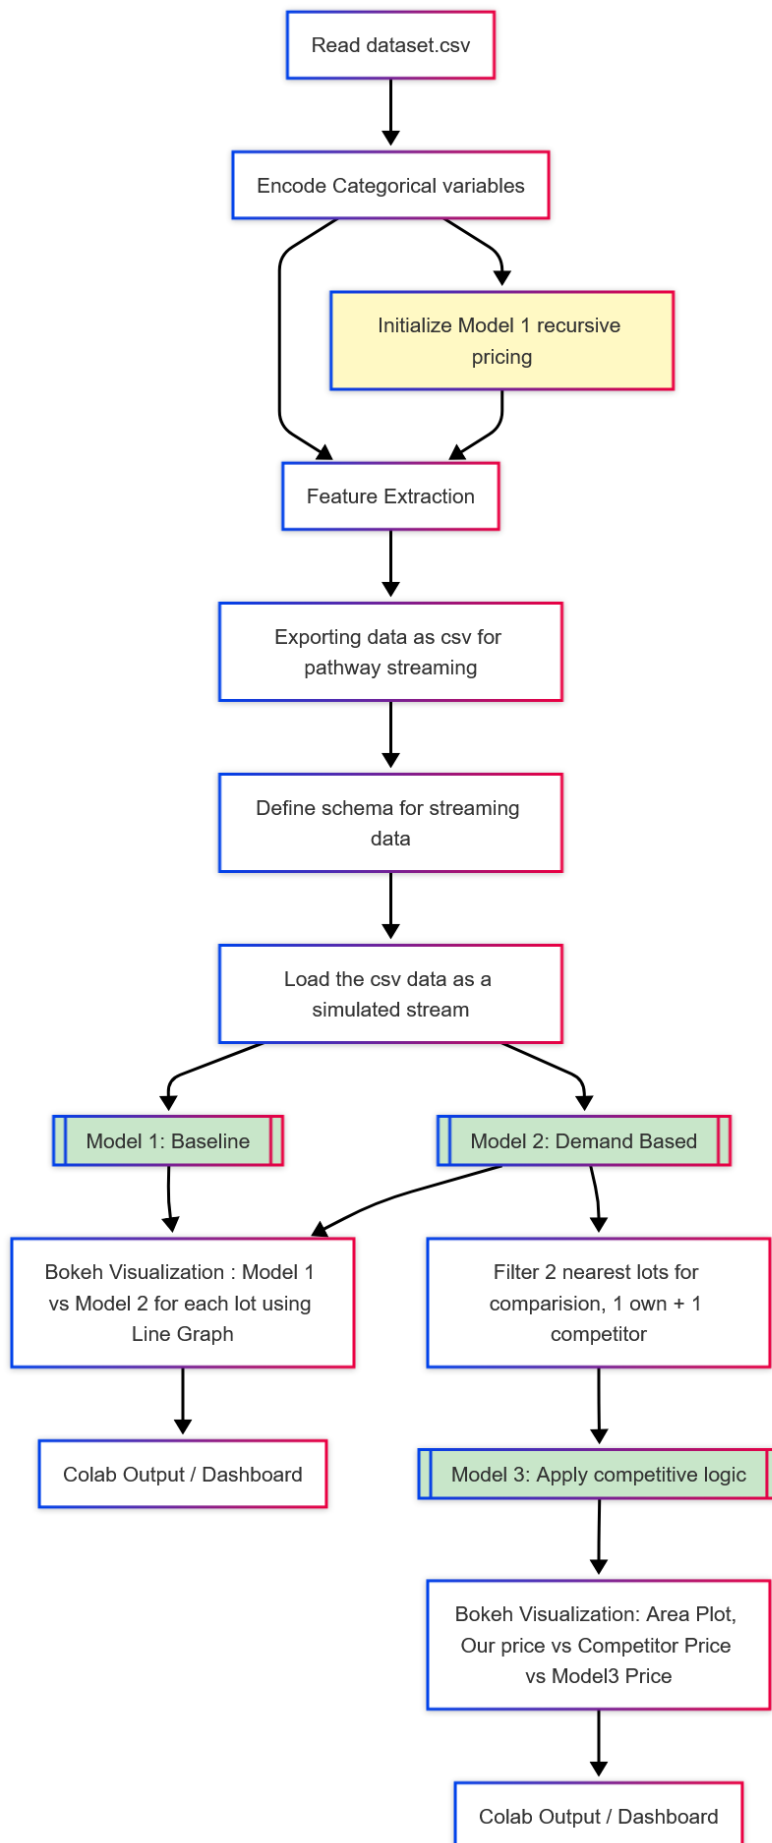 Read dataset.csv
Encode Categorical variables
Initialize Model 1 recursive
pricing
Feature Extraction
Exporting data as csv for
pathway streaming
Define schema for streaming
data
Load the csv data as a
simulated stream
Model 1: Baseline
Model 2: Demand Based
Bokeh Visualization : Model 1
vs Model 2 for each lot using
Line Graph
Filter 2 nearest lots for
comparision, 1 own + 1
competitor
Colab Output / Dashboard
Model 3: Apply competitive logic
Bokeh Visualization: Area Plot,
Our price vs Competitor Price
vs Model3 Price
Colab Output / Dashboard